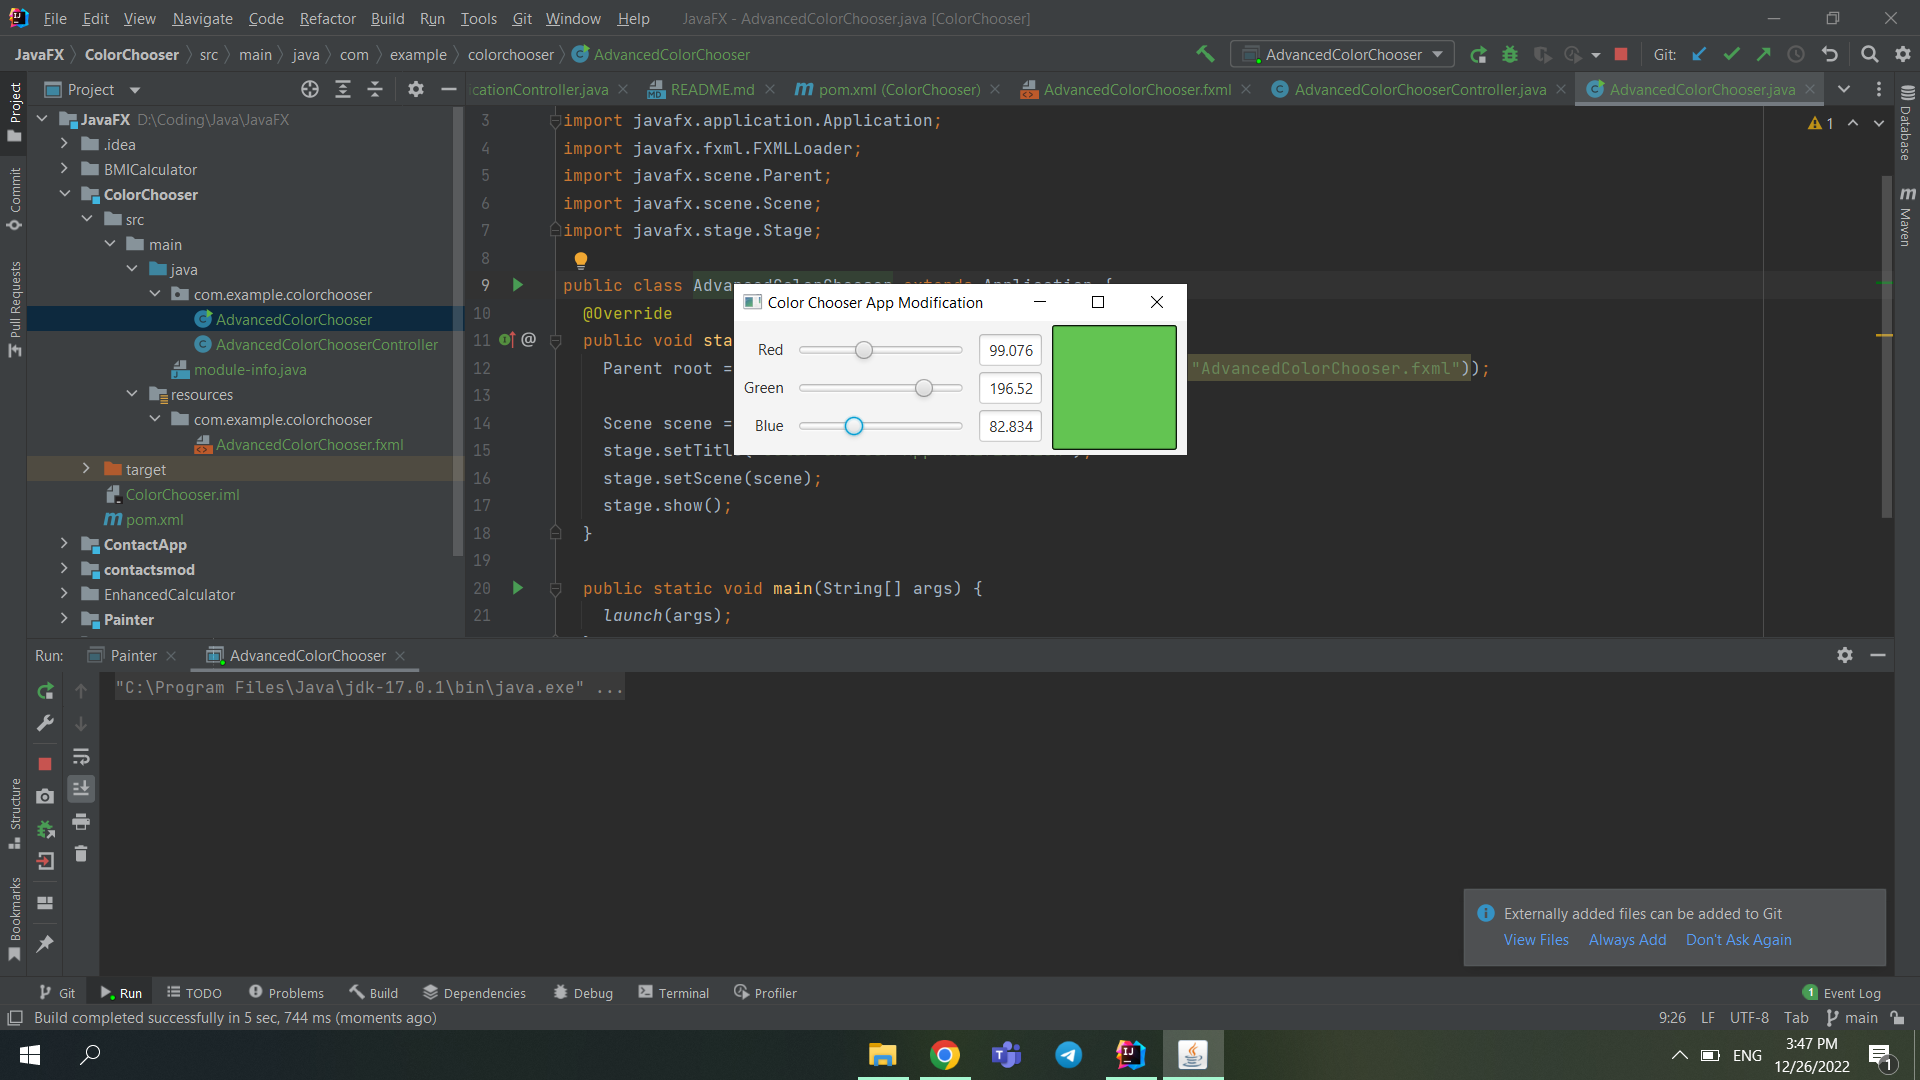 File Edit View Navigate Code Refactor Build Run Tools Git Window Help JavaFX - AdvancedColorChooser.java [ColorChooser]
JavaFX ColorChooser src main java com example colorchooser AdvancedColorChooser
AdvancedColorChooser Git:
Project
cationController.java README.md pom.xml (ColorChooser) AdvancedColorChooser.fxml AdvancedColorChooserController.java AdvancedColorChooser.java
Project
Commit
Pull Requests
Structure
Bookmarks
Database
Maven
JavaFX D:\Coding\Java\JavaFX
.idea
BMICalculator
ColorChooser
src
main
java
com.example.colorchooser
AdvancedColorChooser
AdvancedColorChooserController
module-info.java
resources
com.example.colorchooser
AdvancedColorChooser.fxml
target
ColorChooser.iml
pom.xml
ContactApp
contactsmod
EnhancedCalculator
Painter
1
3 import javafx.application.Application;
4 import javafx.fxml.FXMLLoader;
5 import javafx.scene.Parent;
6 import javafx.scene.Scene;
7 import javafx.stage.Stage;
8
9 public class AdvancedColorChooser extends Application {
10 @Override
11 @ public void sta
12 Parent root = "AdvancedColorChooser.fxml"));
13
14 Scene scene =
15 stage.setTitl
16 stage.setScene(scene);
17 stage.show();
18 }
19
20 public static void main(String[] args) {
21 launch(args);
Color Chooser App Modification
Red 99.076
Green 196.52
Blue 82.834
Run: Painter AdvancedColorChooser
"C:\Program Files\Java\jdk-17.0.1\bin\java.exe" ...
Externally added files can be added to Git
View Files Always Add Don't Ask Again
Git Run TODO Problems Build Dependencies Debug Terminal Profiler 1 Event Log
Build completed successfully in 5 sec, 744 ms (moments ago) 9:26 LF UTF-8 Tab main
ENG
3:47 PM
12/26/2022
1